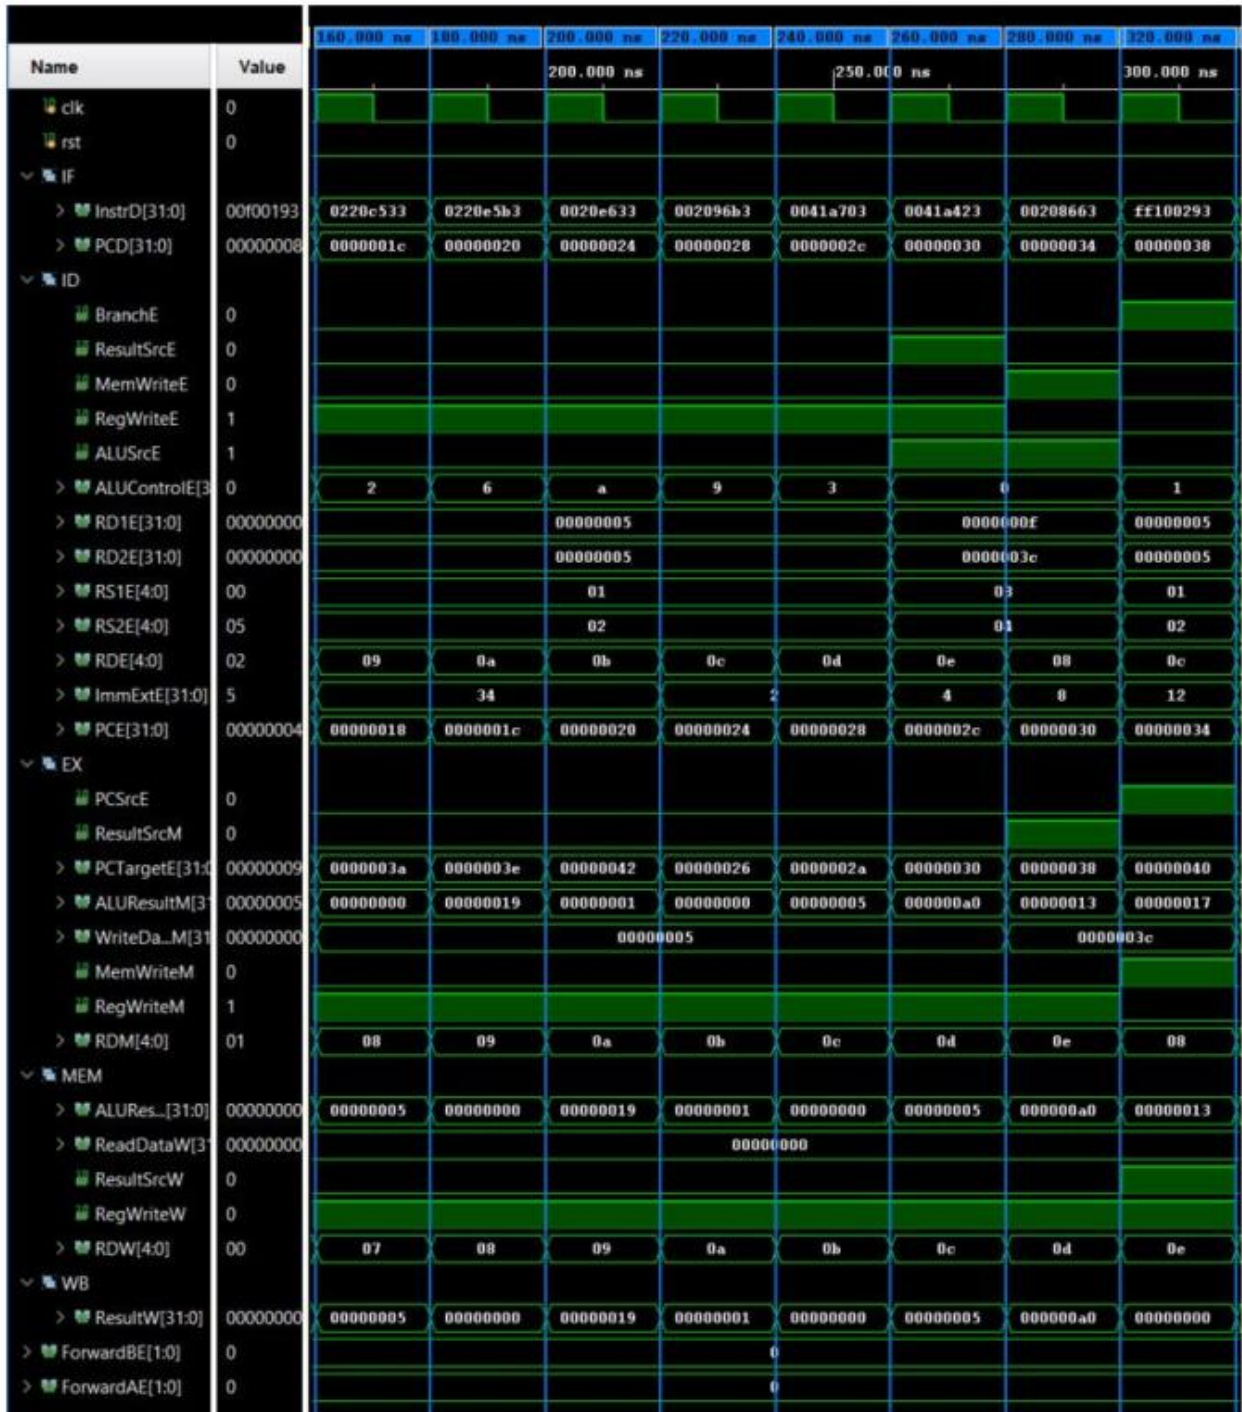 160.000 ns 180.000 ns 200.000 ns 220.000 ns 240.000 ns 260.000 ns 280.000 ns 320.000 ns
Name Value 200.000 ns 250.000 ns 300.000 ns
clk 0
rst 0
IF
InstrD[31:0] 00f00193 0220c533 0220e5b3 0020e633 002096b3 0041a703 0041a423 00208663 ff100293
PCD[31:0] 00000008 0000001c 00000020 00000024 00000028 0000002c 00000030 00000034 00000038
ID
BranchE 0
ResultSrcE 0
MemWriteE 0
RegWriteE 1
ALUSrcE 1
ALUControlE[3 0 2 6 a 9 3 0 1
RD1E[31:0] 00000000 00000005 0000000f 00000005
RD2E[31:0] 00000000 00000005 0000003c 00000005
RS1E[4:0] 00 01 03 01
RS2E[4:0] 05 02 04 02
RDE[4:0] 02 09 0a 0b 0c 0d 0e 08 0c
ImmExtE[31:0] 5 34 2 4 8 12
PCE[31:0] 00000004 00000018 0000001c 00000020 00000024 00000028 0000002c 00000030 00000034
EX
PCSrcE 0
ResultSrcM 0
PCTargetE[31:0 00000009 0000003a 0000003e 00000042 00000026 0000002a 00000030 00000038 00000040
ALUResultM[31 00000005 00000000 00000019 00000001 00000000 00000005 000000a0 00000013 00000017
WriteDa...M[31 00000000 00000005 0000003c
MemWriteM 0
RegWriteM 1
RDM[4:0] 01 08 09 0a 0b 0c 0d 0e 08
MEM
ALURes...[31:0] 00000000 00000005 00000000 00000019 00000001 00000000 00000005 000000a0 00000013
ReadDataW[31 00000000 00000000
ResultSrcW 0
RegWriteW 0
RDW[4:0] 00 07 08 09 0a 0b 0c 0d 0e
WB
ResultW[31:0] 00000000 00000005 00000000 00000019 00000001 00000000 00000005 000000a0 00000000
ForwardBE[1:0] 0 0
ForwardAE[1:0] 0 0